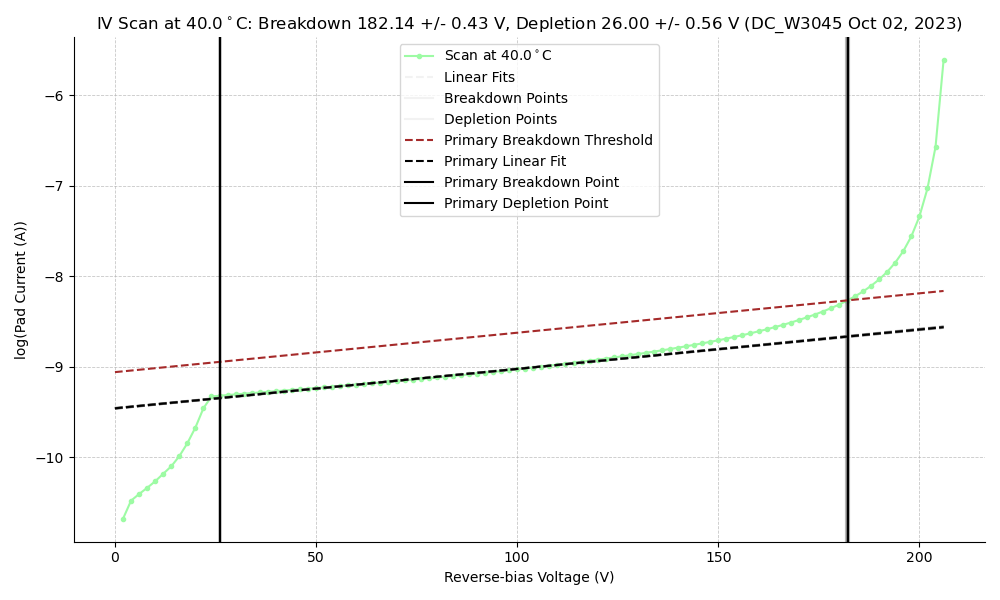 IV Scan at 40.0°C: Breakdown 182.14 +/- 0.43 V, Depletion 26.00 +/- 0.56 V (DC_W3045 Oct 02, 2023)
Scan at 40.0°C
Linear Fits
Breakdown Points
Depletion Points
Primary Breakdown Threshold
Primary Linear Fit
Primary Breakdown Point
Primary Depletion Point
log(Pad Current (A))
−6
−7
−8
−9
−10
0 50 100 150 200
Reverse-bias Voltage (V)